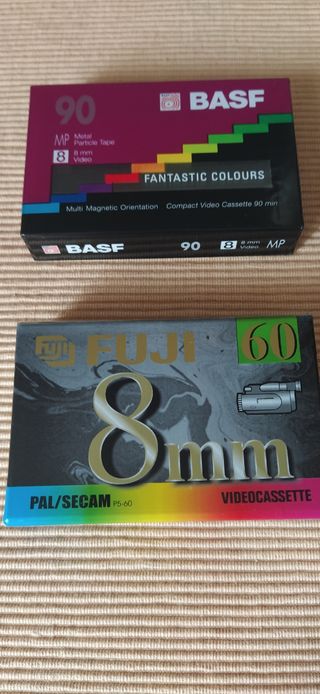 90
BASF
MP Metal
Particle Tape
8 8 mm
Video
FANTASTIC COLOURS
Multi Magnetic Orientation Compact Video Cassette 90 min
BASF 90 8 8 mm
Video MP
Fuji FUJI 60
8mm
PAL/SECAM P5-60 VIDEOCASSETTE